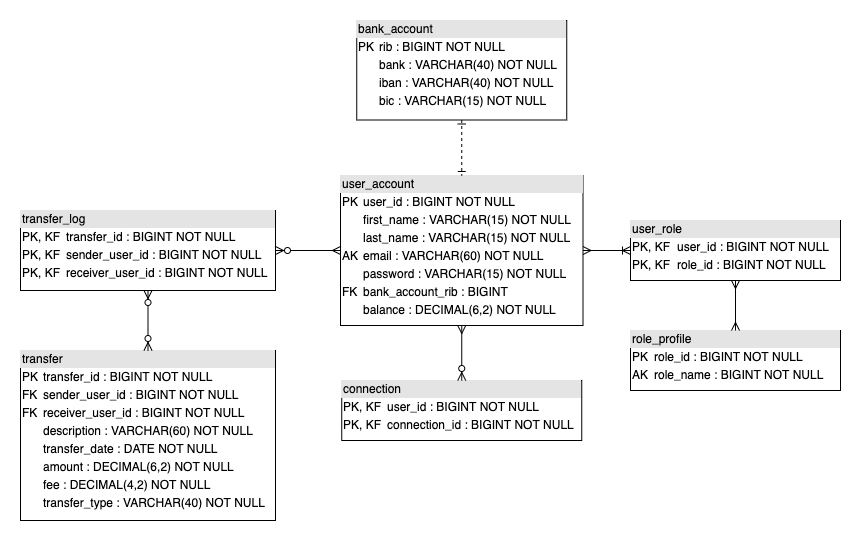 bank_account
PK rib : BIGINT NOT NULL
bank : VARCHAR(40) NOT NULL
iban : VARCHAR(40) NOT NULL
bic : VARCHAR(15) NOT NULL
user_account
PK user_id : BIGINT NOT NULL
first_name : VARCHAR(15) NOT NULL
last_name : VARCHAR(15) NOT NULL
AK email : VARCHAR(60) NOT NULL
password : VARCHAR(15) NOT NULL
FK bank_account_rib : BIGINT
balance : DECIMAL(6,2) NOT NULL
transfer_log
PK, KF transfer_id : BIGINT NOT NULL
PK, KF sender_user_id : BIGINT NOT NULL
PK, KF receiver_user_id : BIGINT NOT NULL
user_role
PK, KF user_id : BIGINT NOT NULL
PK, KF role_id : BIGINT NOT NULL
role_profile
PK role_id : BIGINT NOT NULL
AK role_name : BIGINT NOT NULL
transfer
PK transfer_id : BIGINT NOT NULL
FK sender_user_id : BIGINT NOT NULL
FK receiver_user_id : BIGINT NOT NULL
description : VARCHAR(60) NOT NULL
transfer_date : DATE NOT NULL
amount : DECIMAL(6,2) NOT NULL
fee : DECIMAL(4,2) NOT NULL
transfer_type : VARCHAR(40) NOT NULL
connection
PK, KF user_id : BIGINT NOT NULL
PK, KF connection_id : BIGINT NOT NULL